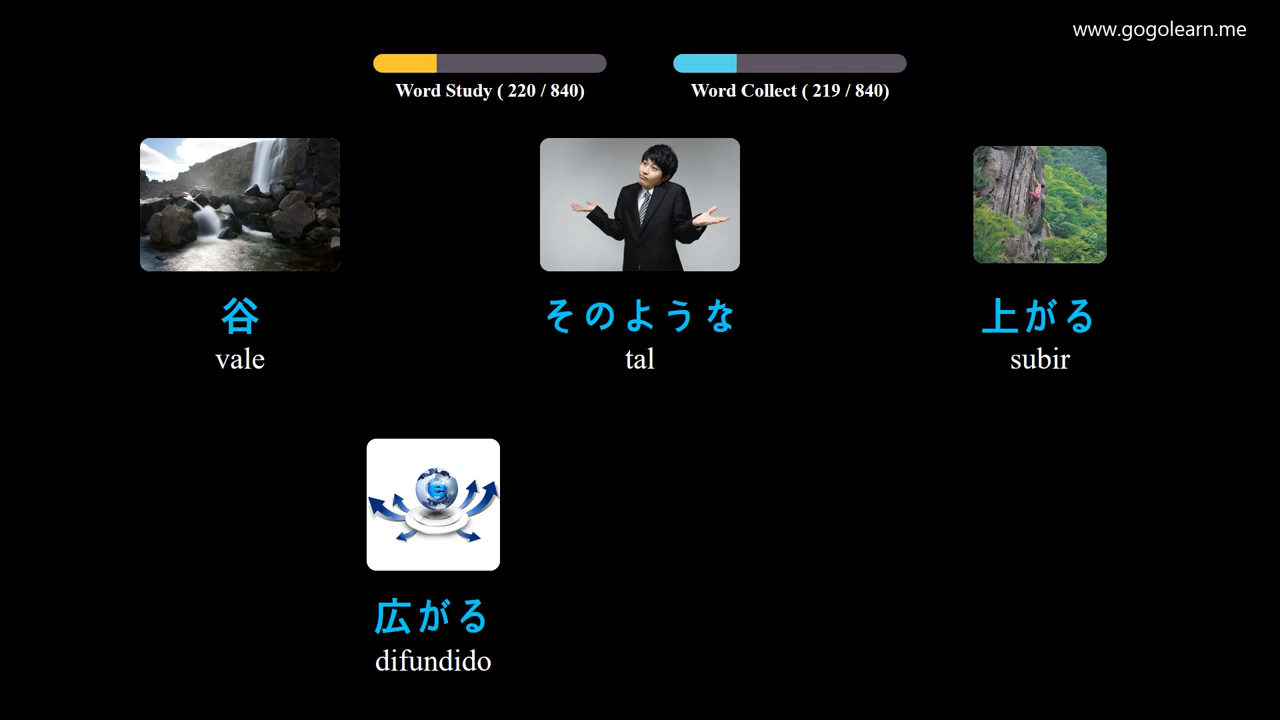 www.gogolearn.me
Word Study ( 220 / 840)
Word Collect ( 219 / 840)
谷
vale
そのような
tal
上がる
subir
広がる
difundido